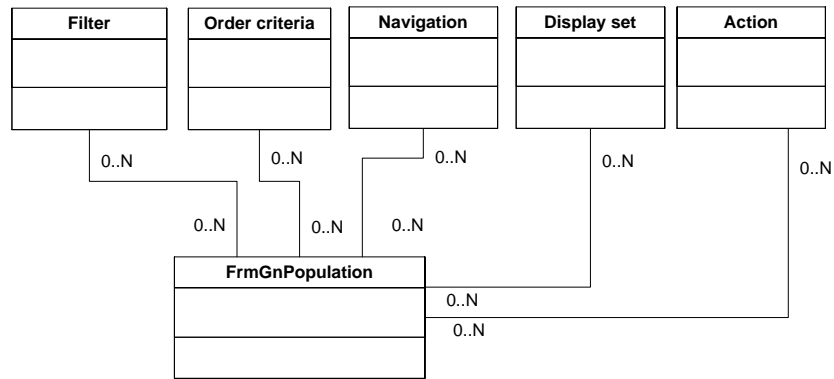 Filter
Order criteria
Navigation
Display set
Action
0..N
0..N
0..N
0..N
0..N
0..N
0..N
0..N
FrmGnPopulation
0..N
0..N